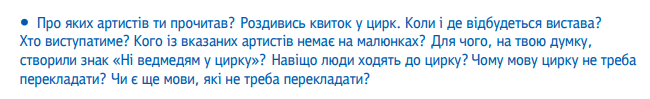 ● Про яких артистів ти прочитав? Роздивись квиток у цирк. Коли і де відбудеться вистава?
Хто виступатиме? Кого із вказаних артистів немає на малюнках? Для чого, на твою думку,
створили знак «Ні ведмедям у цирку»? Навіщо люди ходять до цирку? Чому мову цирку не треба
перекладати? Чи є ще мови, які не треба перекладати?